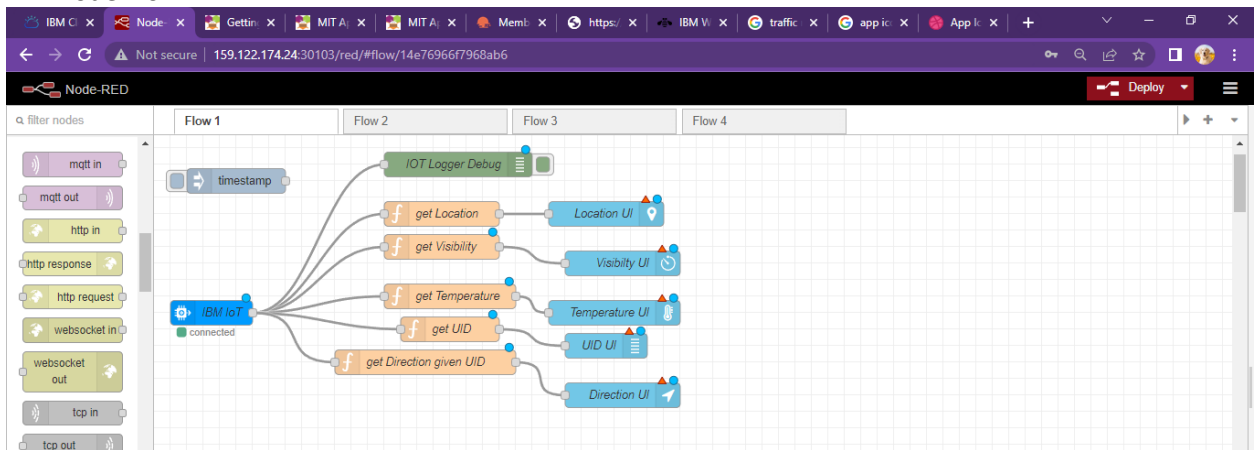 IBM Cl
Node-
Gettin
MIT A
MIT A
Memb
https:/
IBM W
traffic
app ic
App Ic
Not secure | 159.122.174.24:30103/red/#flow/14e76966f7968ab6
Node-RED
Deploy
filter nodes
Flow 1
Flow 2
Flow 3
Flow 4
mqtt in
mqtt out
http in
http response
http request
websocket in
websocket
out
tcp in
tcp out
timestamp
IOT Logger Debug
get Location
Location UI
get Visibility
Visibilty UI
get Temperature
Temperature UI
IBM IoT
connected
get UID
UID UI
get Direction given UID
Direction UI